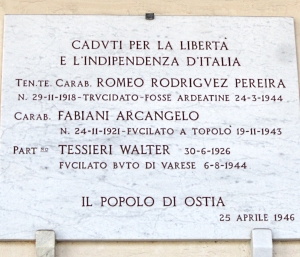 CADVTI PER LA LIBERTÀ
E L'INDIPENDENZA D'ITALIA
TEN.TE. CARAB. ROMEO RODRIGVEZ PEREIRA
N. 29-11-1918-TRVCIDATO-FOSSE ARDEATINE 24-3-1944
CARAB. FABIANI ARCANGELO
N. 24-11-1921-FVCILATO A TOPOLÒ 19-11-1943
PART.NO TESSIERI WALTER 30-6-1926
FVCILATO BVTO DI VARESE 6-8-1944
IL POPOLO DI OSTIA
25 APRILE 1946